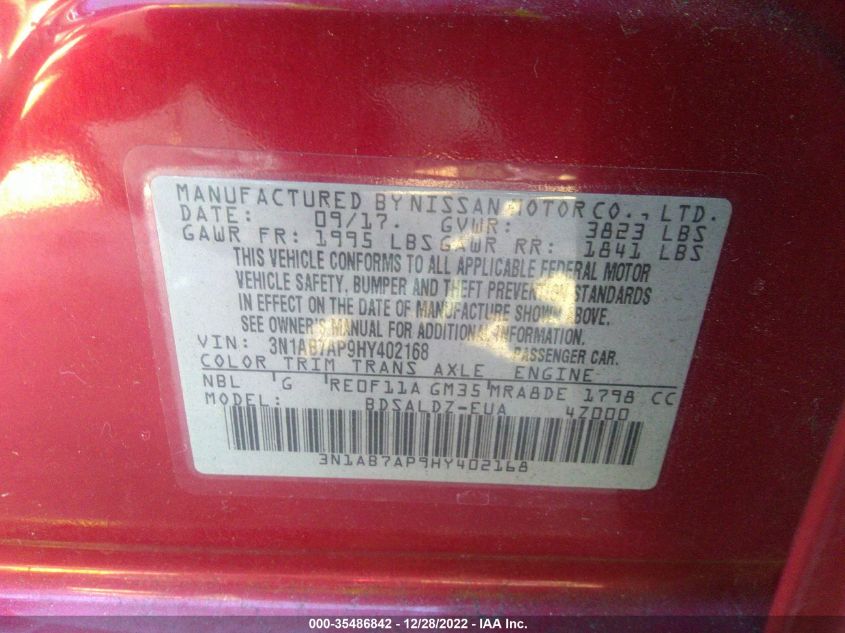 MANUFACTURED BY NISSAN MOTOR CO., LTD.
DATE: 09/17. GVWR: 3823 LBS
GAWR FR: 1995 LBS GAWR RR: 1841 LBS
THIS VEHICLE CONFORMS TO ALL APPLICABLE FEDERAL MOTOR
VEHICLE SAFETY, BUMPER AND THEFT PREVENTION STANDARDS
IN EFFECT ON THE DATE OF MANUFACTURE SHOWN ABOVE.
SEE OWNER'S MANUAL FOR ADDITIONAL INFORMATION.
VIN: 3N1AB7AP9HY402168 PASSENGER CAR.
COLOR TRIM TRANS AXLE ENGINE
NBL G RE0F11A GM35 MRA8DE 1798 CC
MODEL: BDSALDZ-EUA 4Z000
3N1AB7AP9HY402168
000-35486842 - 12/28/2022 - IAA Inc.